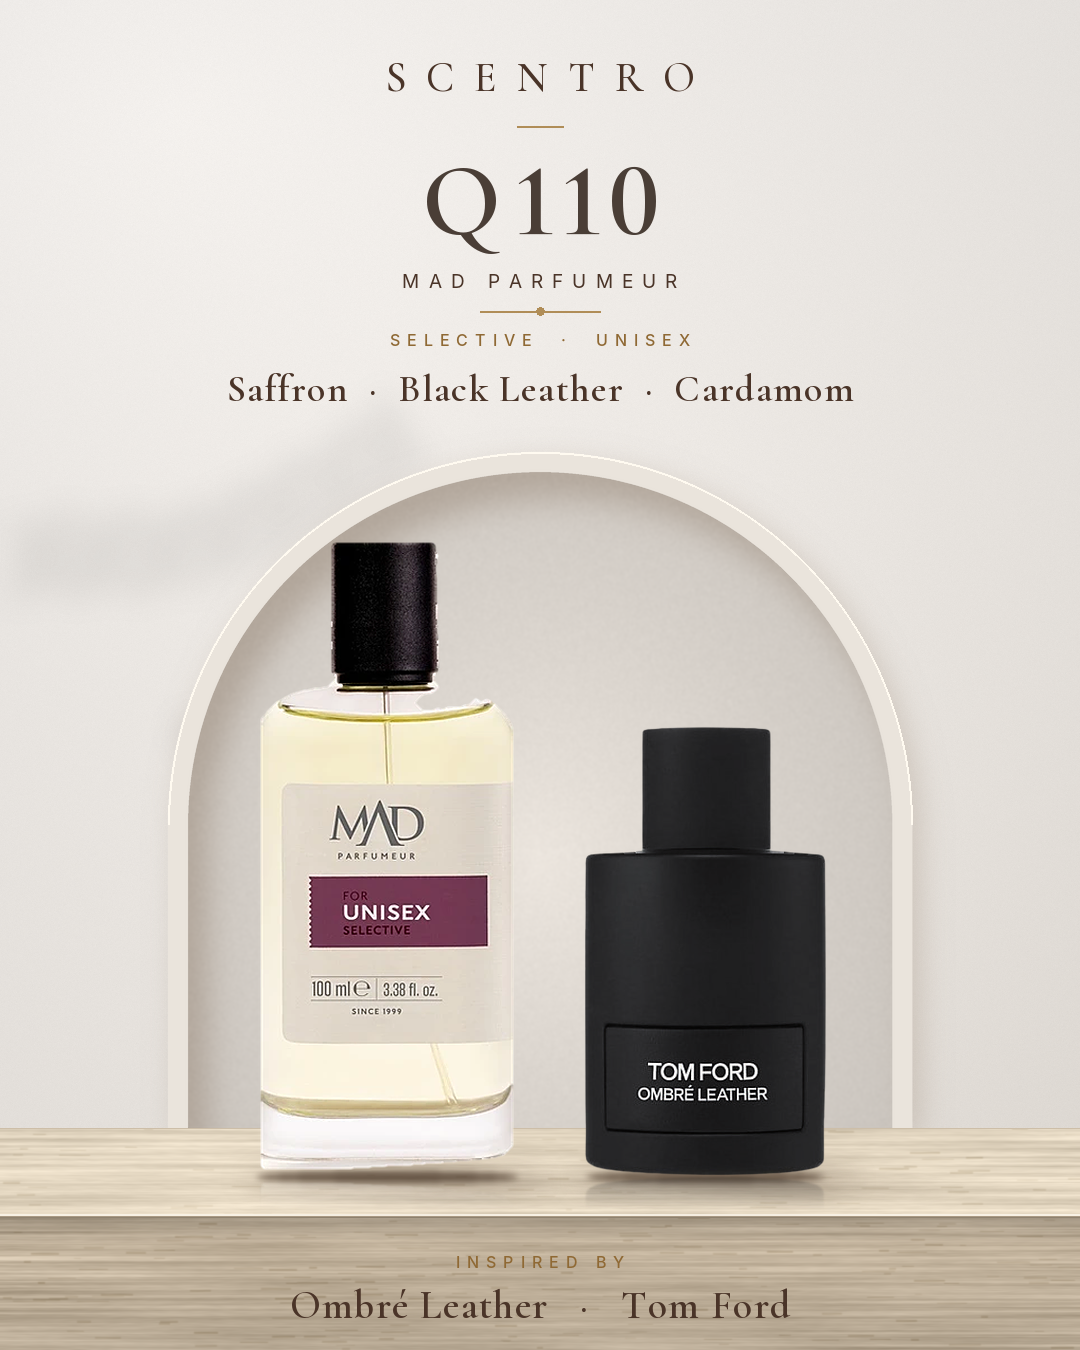 SCENTRO
Q110
MAD PARFUMEUR
SELECTIVE · UNISEX
Saffron · Black Leather · Cardamom
MAD
PARFUMEUR
FOR
UNISEX
SELECTIVE
100 ml ℮ 3.38 fl. oz.
SINCE 1999
TOM FORD
OMBRÉ LEATHER
INSPIRED BY
Ombré Leather · Tom Ford